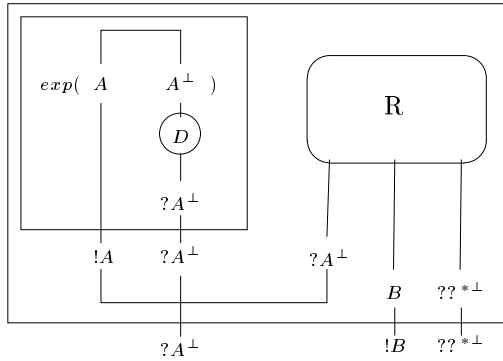 exp( A A⊥ )
R
D
?A⊥
!A ?A⊥ ?A⊥
B ??*⊥
?A⊥ !B ??*⊥